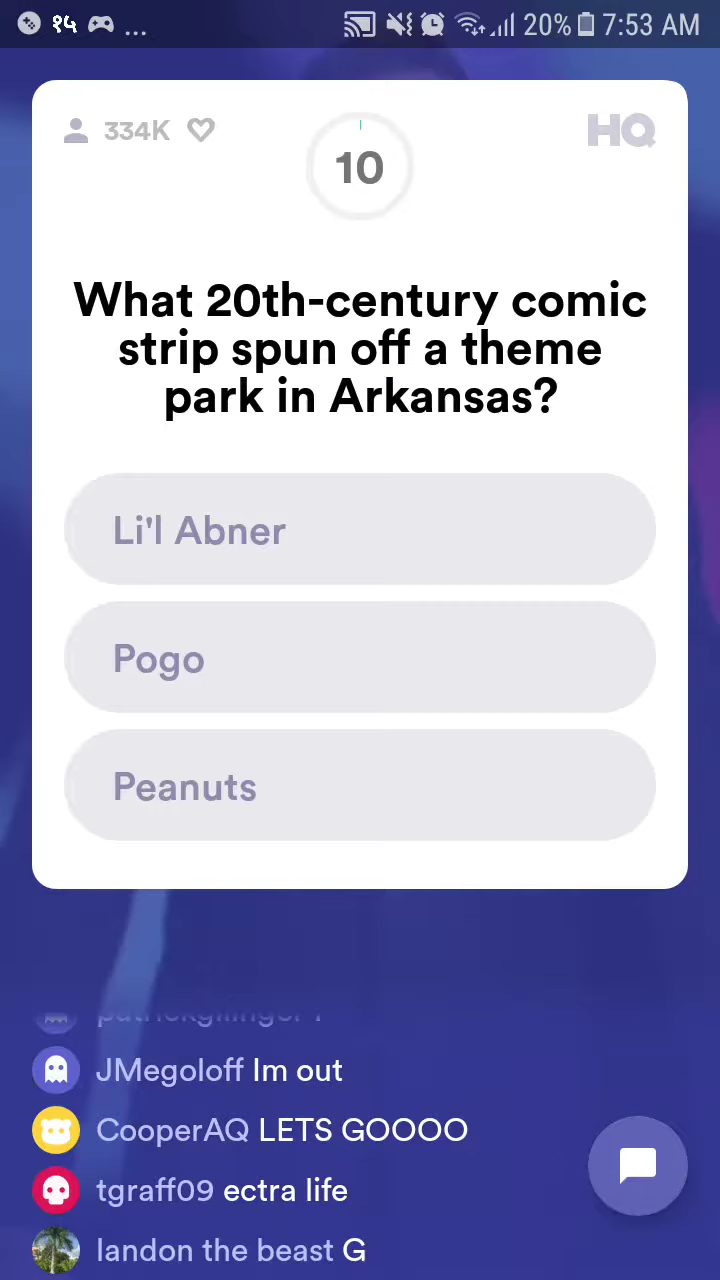 १५ ... 20% 7:53 AM
334K 10 HQ
What 20th-century comic
strip spun off a theme
park in Arkansas?
Li'l Abner
Pogo
Peanuts
JMegoloff Im out
CooperAQ LETS GOOOO
tgraff09 ectra life
landon the beast G